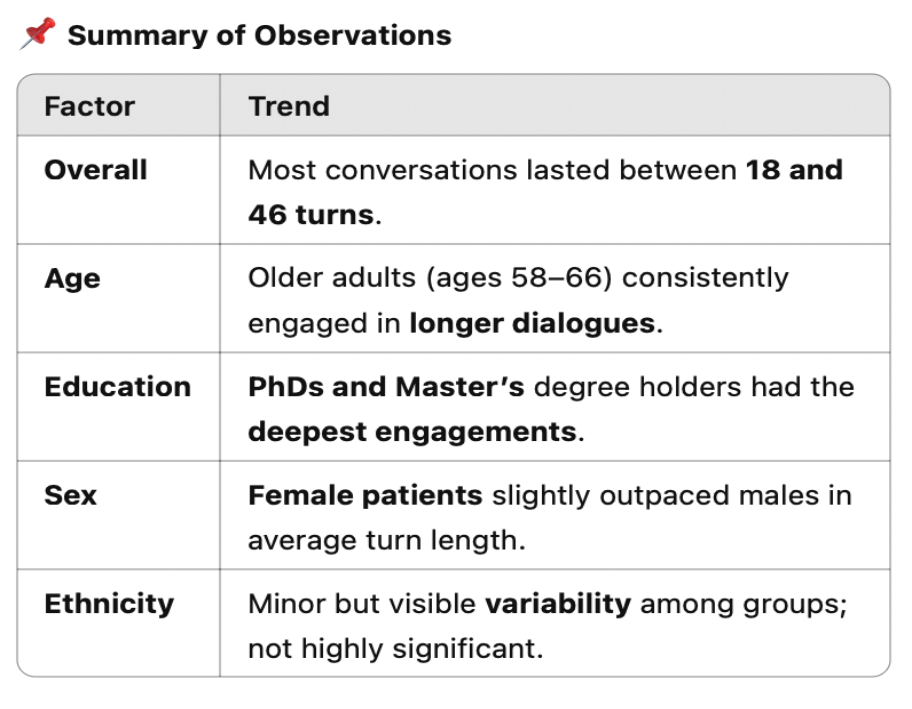 📌 Summary of Observations
Factor
Trend
Overall
Most conversations lasted between 18 and
46 turns.
Age
Older adults (ages 58–66) consistently
engaged in longer dialogues.
Education
PhDs and Master’s degree holders had the
deepest engagements.
Sex
Female patients slightly outpaced males in
average turn length.
Ethnicity
Minor but visible variability among groups;
not highly significant.